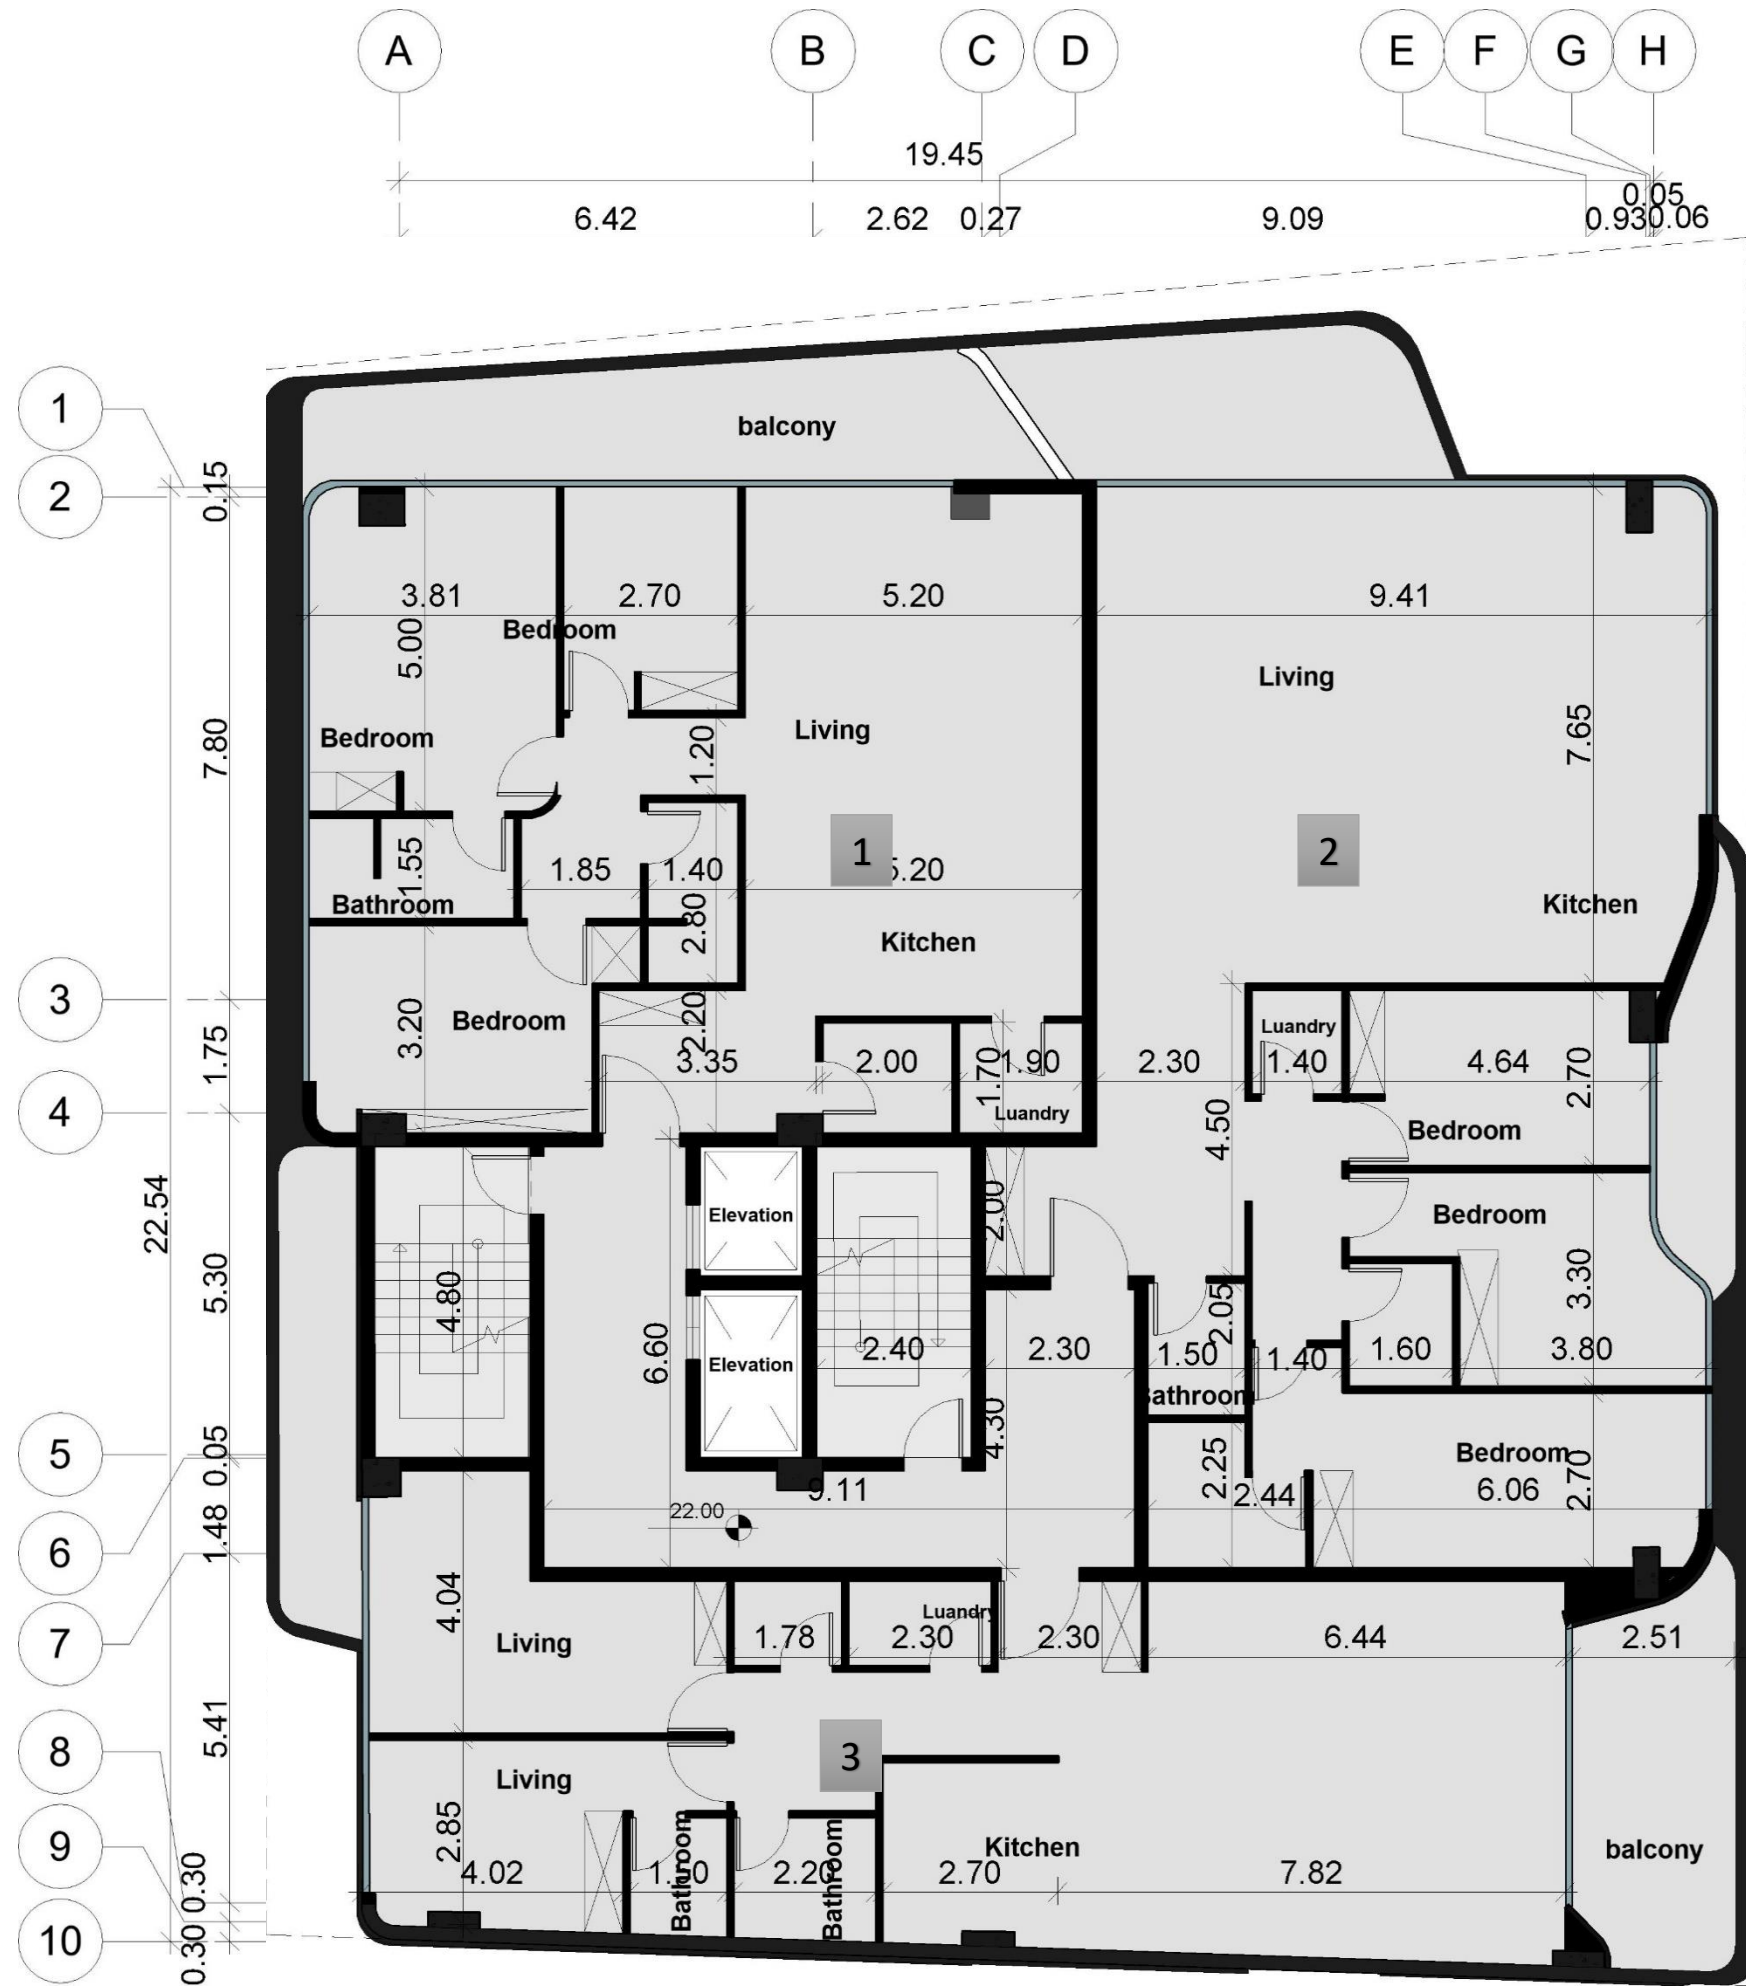 A B C D E F G H
19.45
0.05
6.42 2.62 0.27 9.09 0.93 0.06
1
balcony
0.15
2
3.81 2.70 5.20 9.41
5.00 Bedroom
Living
Bedroom Living 7.65
7.80 1.20
1 2
1.55 1.85 1.40 5.20
Bathroom 2.80 Kitchen
Kitchen
3
3.20 Bedroom 2.20 Luandry
1.75 3.35 2.00 1.70 1.90 2.30 1.40 4.64 2.70
4
Luandry 4.50 Bedroom
22.54 2.00 Elevation Bedroom
5.30 4.80 3.30
6.60 Elevation 2.40 2.30 2.05 1.50 1.40 1.60 3.80
Bathroom
4.30
5
0.05 2.25 Bedroom
9.11 2.44 6.06 2.70
22.00
6
1.48
4.04 Luandry
7
Living 1.78 2.30 2.30 6.44 2.51
5.41
8
3
Living
2.85 Bathroom Bathroom Kitchen balcony
9
4.02 2.20 2.70 7.82
0.30
10
0.30